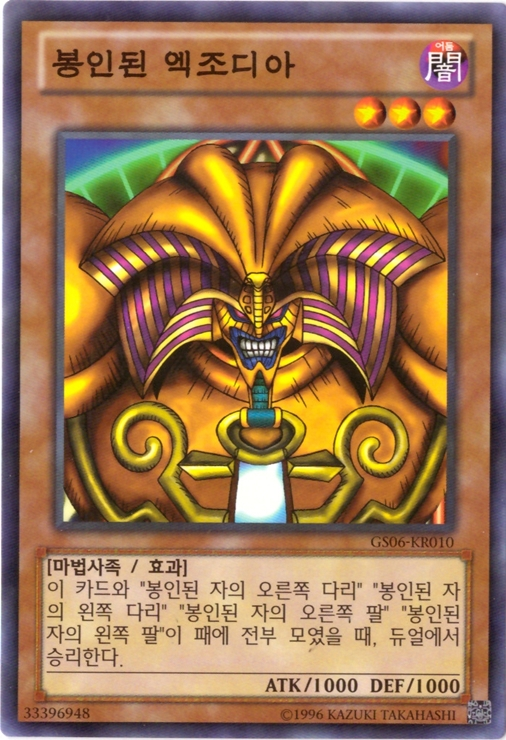 봉인된 엑조디아
어둠
闇
GS06-KR010
[마법사족 / 효과]
이 카드와 "봉인된 자의 오른쪽 다리" "봉인된 자
의 왼쪽 다리" "봉인된 자의 오른쪽 팔" "봉인된
자의 왼쪽 팔"이 패에 전부 모였을 때, 듀얼에서
승리한다.
ATK/1000 DEF/1000
33396948
©1996 KAZUKI TAKAHASHI